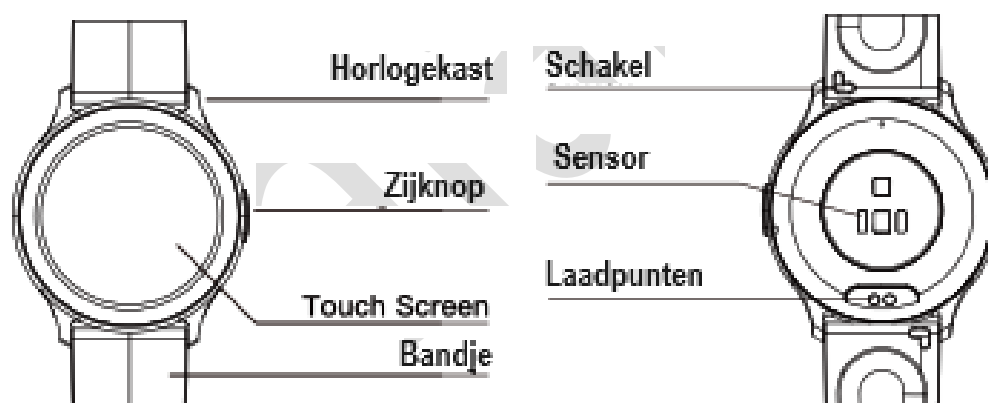 Horlogekast
Zijknop
Touch Screen
Bandje
Schakel
Sensor
Laadpunten